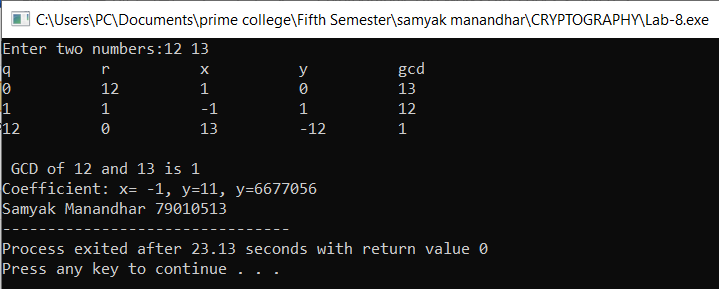 C:\Users\PC\Documents\prime college\Fifth Semester\samyak manandhar\CRYPTOGRAPHY\Lab-8.exe
Enter two numbers:12 13
q r x y gcd
0 12 1 0 13
1 1 -1 1 12
12 0 13 -12 1
GCD of 12 and 13 is 1
Coefficient: x= -1, y=11, y=6677056
Samyak Manandhar 79010513
--------------------------------
Process exited after 23.13 seconds with return value 0
Press any key to continue . . .